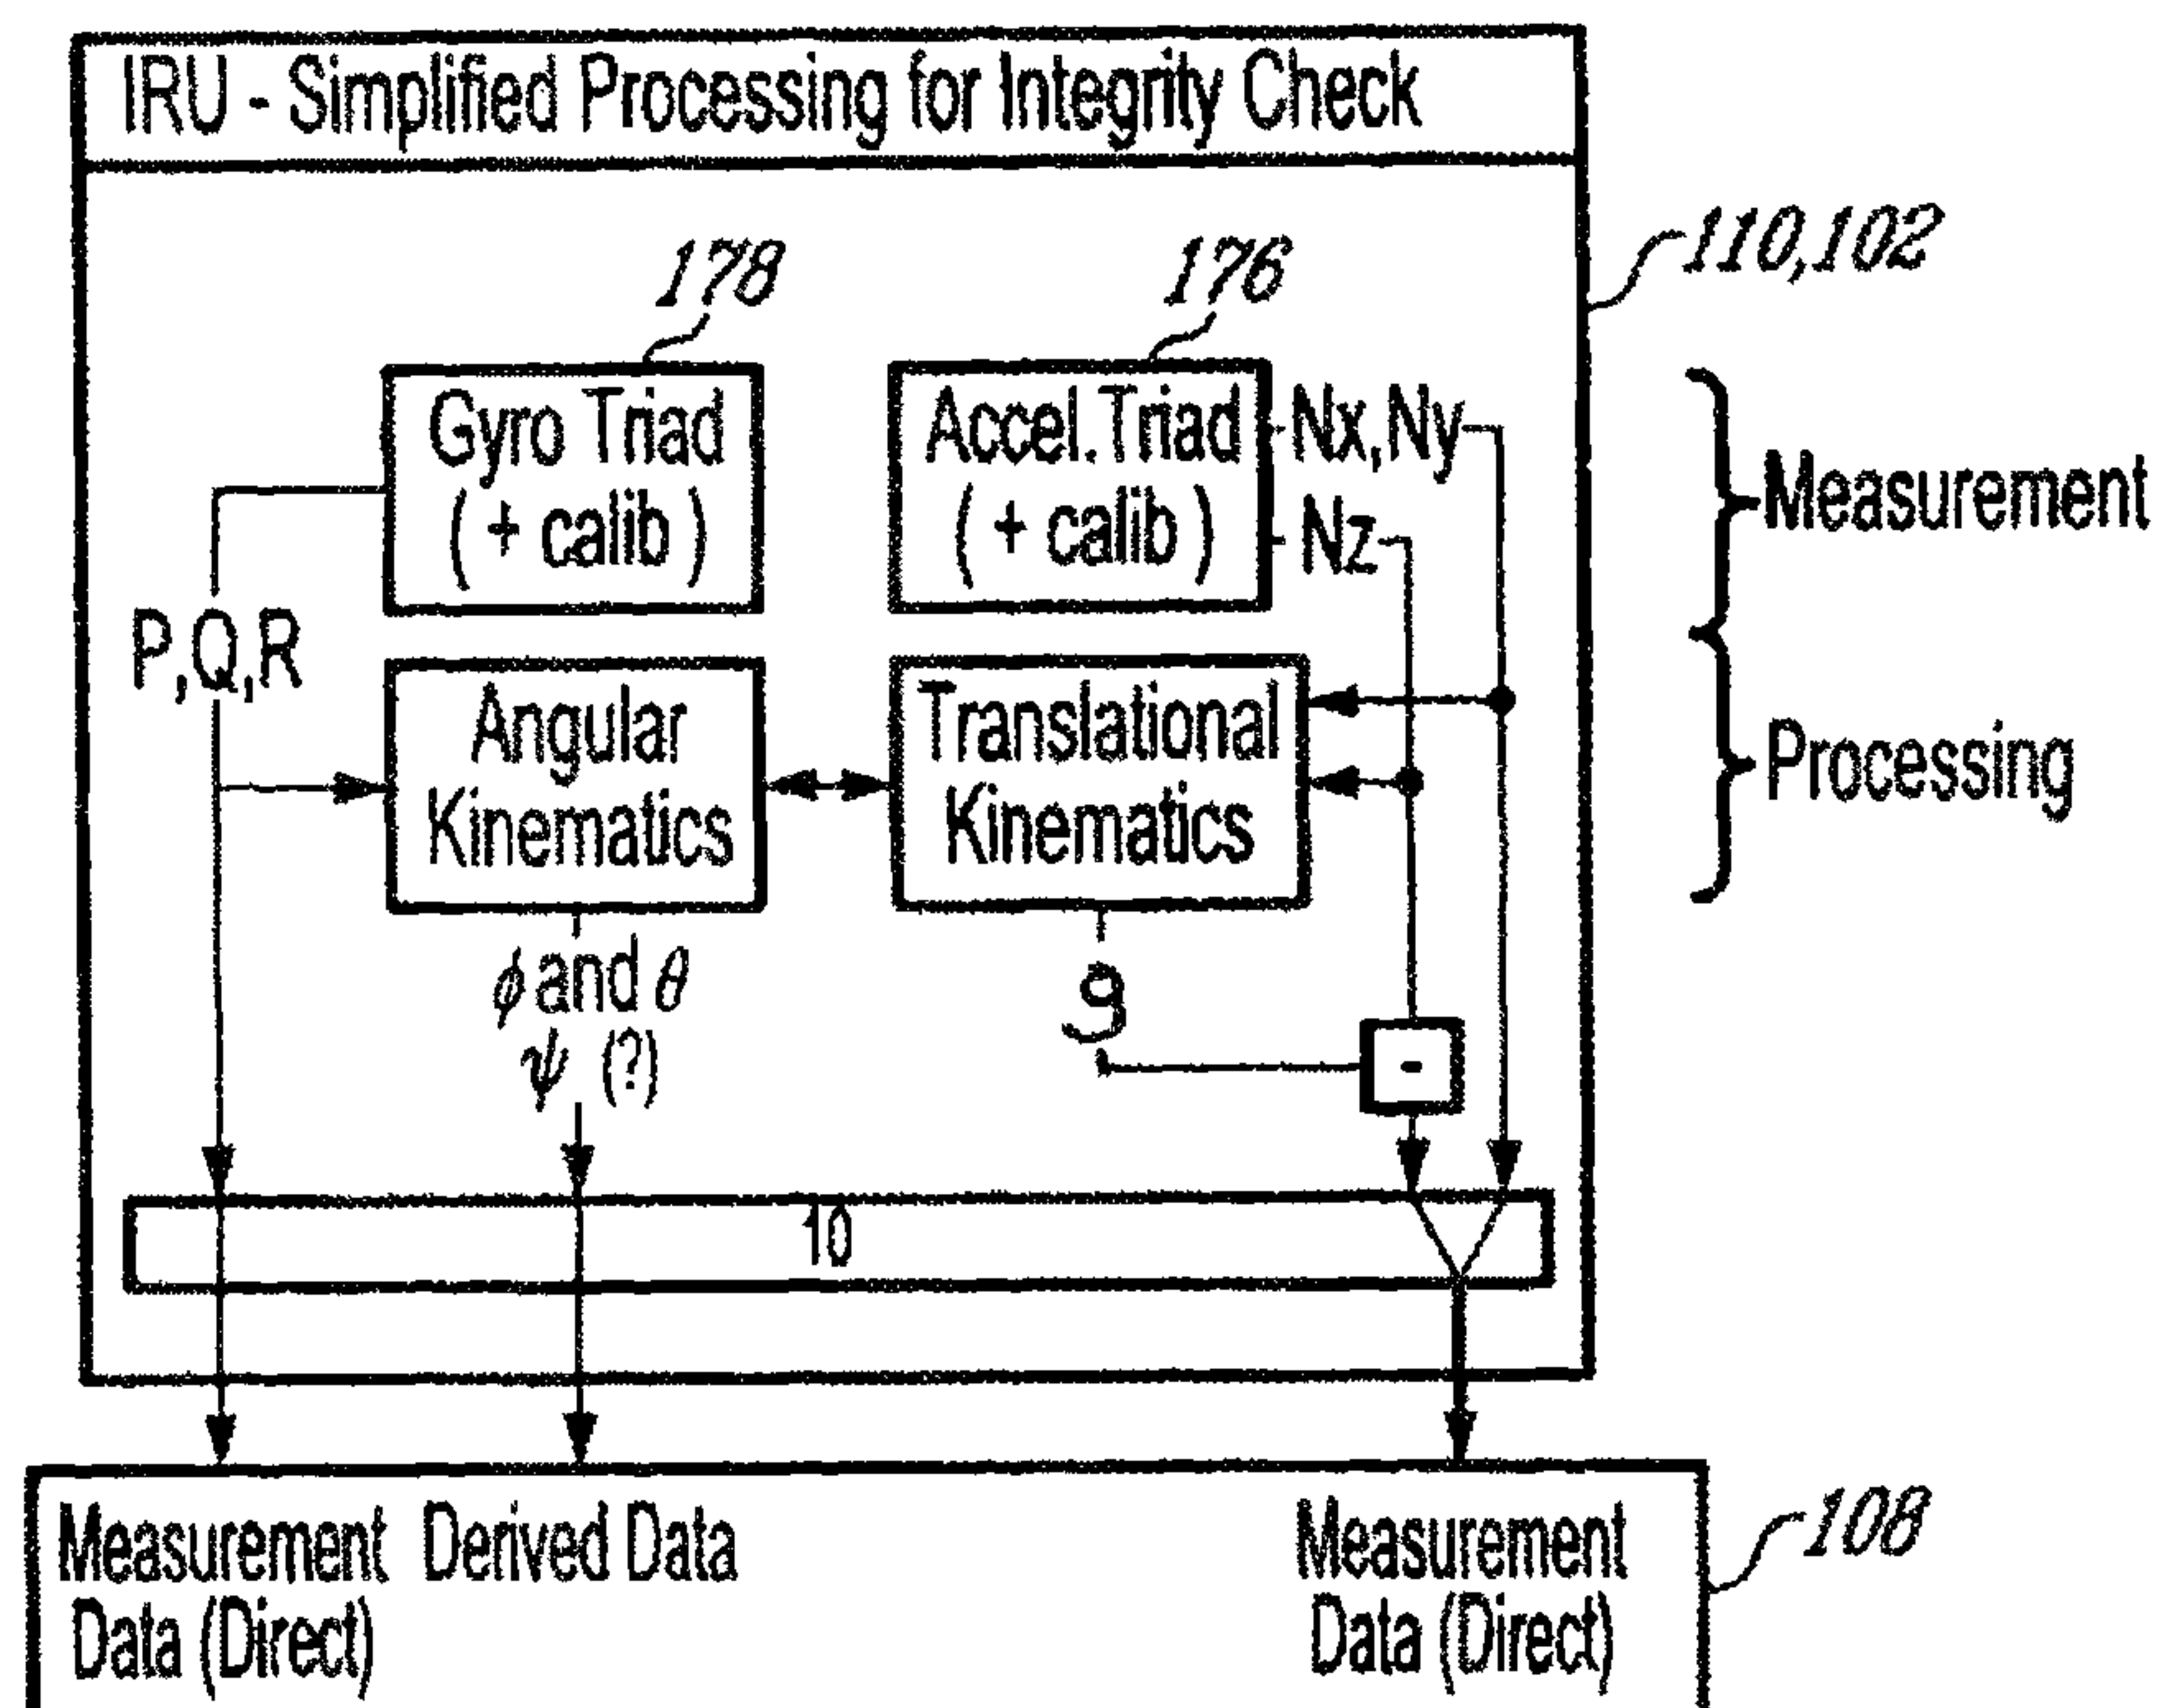 IRU - Simplified Processing for Integrity Check
110,102
178
176
Gyro Triad
( + calib )
Accel.Triad
( + calib )
Nx,Ny
Nz
Measurement
P,Q,R
Angular
Kinematics
Translational
Kinematics
Processing
ϕ and θ
ψ (?)
g
-
10
Measurement
Data (Direct)
Derived Data
Measurement
Data (Direct)
108